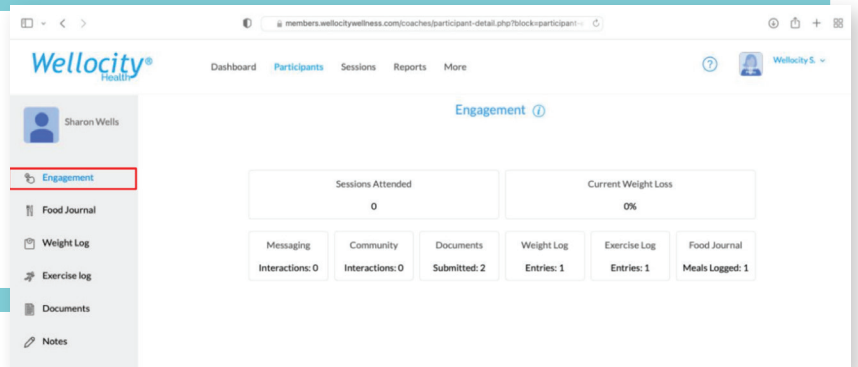 members.wellocitywellness.com/coaches/participant-detail.php?block=participant-
Wellocity®
Health
Dashboard Participants Sessions Reports More
?
Wellocity S.
Sharon Wells
Engagement i
Engagement
Food Journal
Weight Log
Exercise log
Documents
Notes
Sessions Attended
0
Current Weight Loss
0%
Messaging
Interactions: 0
Community
Interactions: 0
Documents
Submitted: 2
Weight Log
Entries: 1
Exercise Log
Entries: 1
Food Journal
Meals Logged: 1